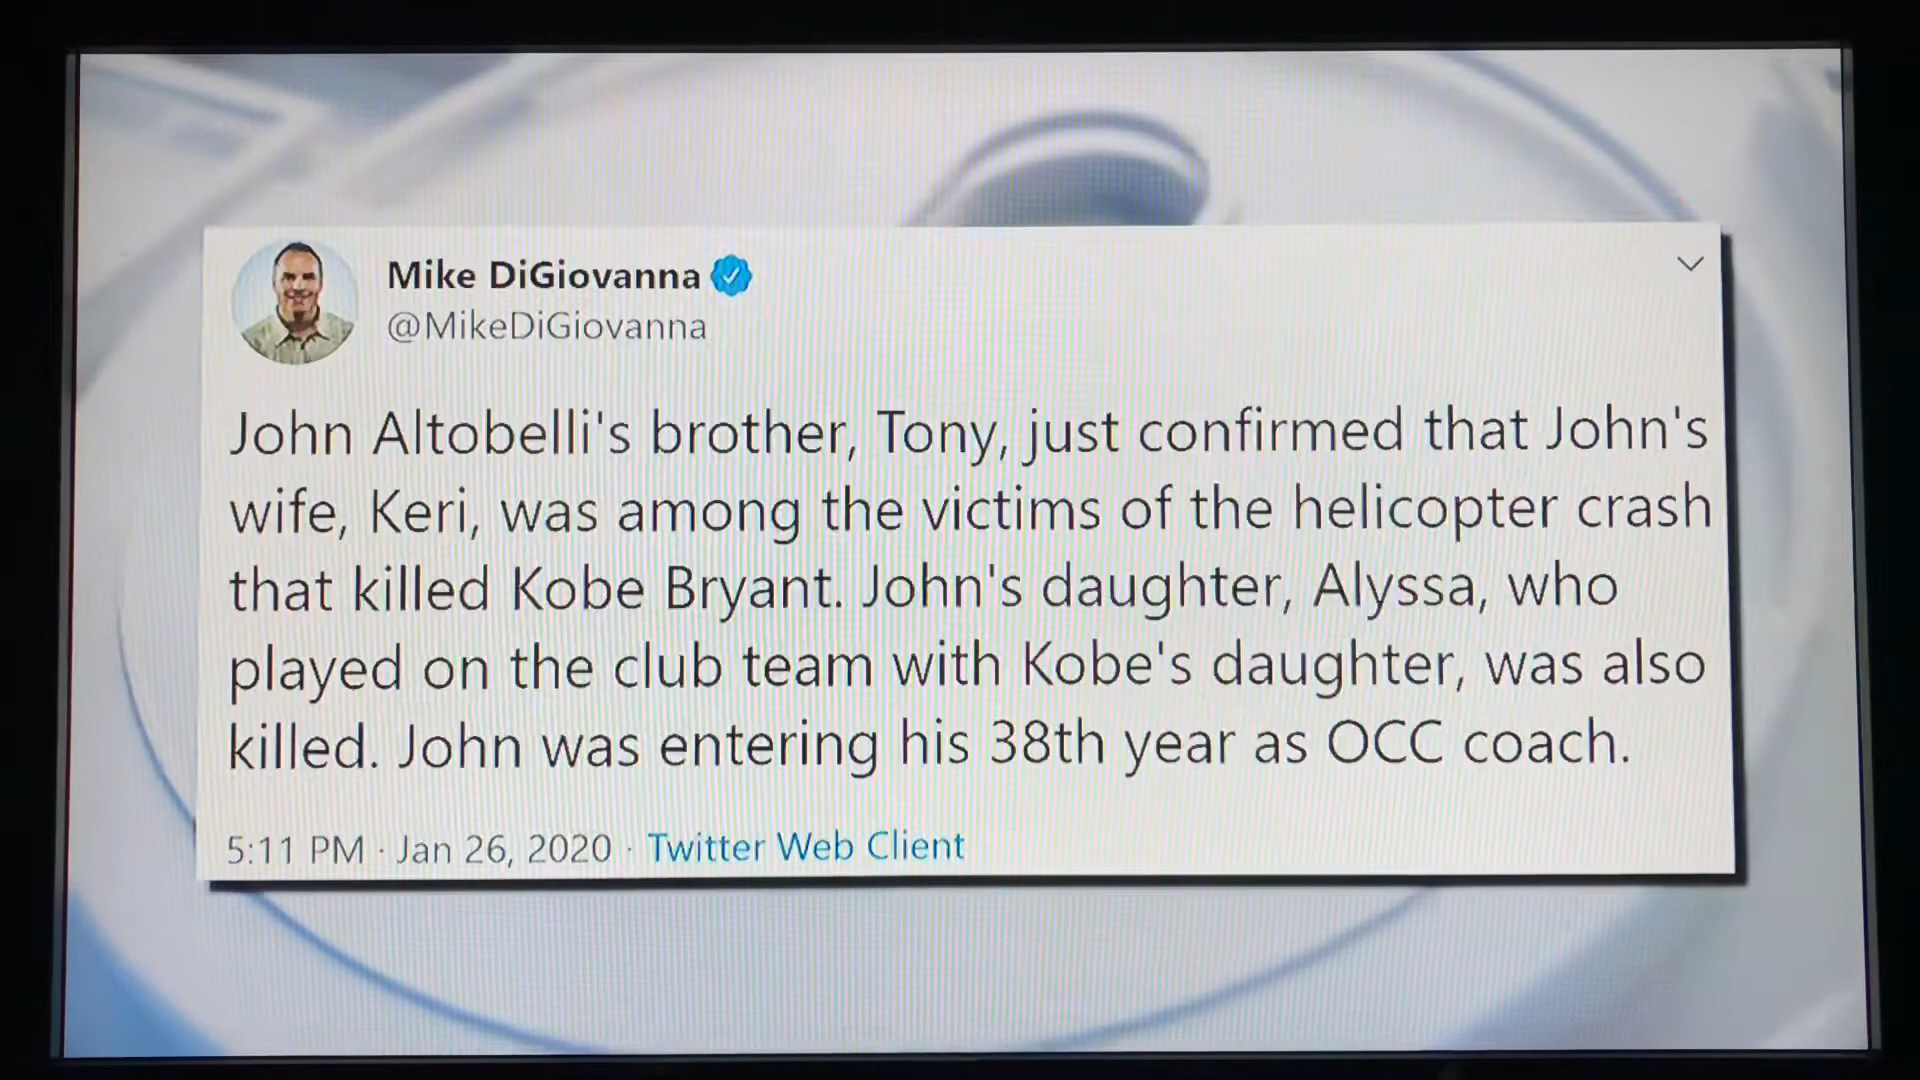 Mike DiGiovanna
@MikeDiGiovanna
John Altobelli's brother, Tony, just confirmed that John's
wife, Keri, was among the victims of the helicopter crash
that killed Kobe Bryant. John's daughter, Alyssa, who
played on the club team with Kobe's daughter, was also
killed. John was entering his 38th year as OCC coach.
5:11 PM · Jan 26, 2020 · Twitter Web Client